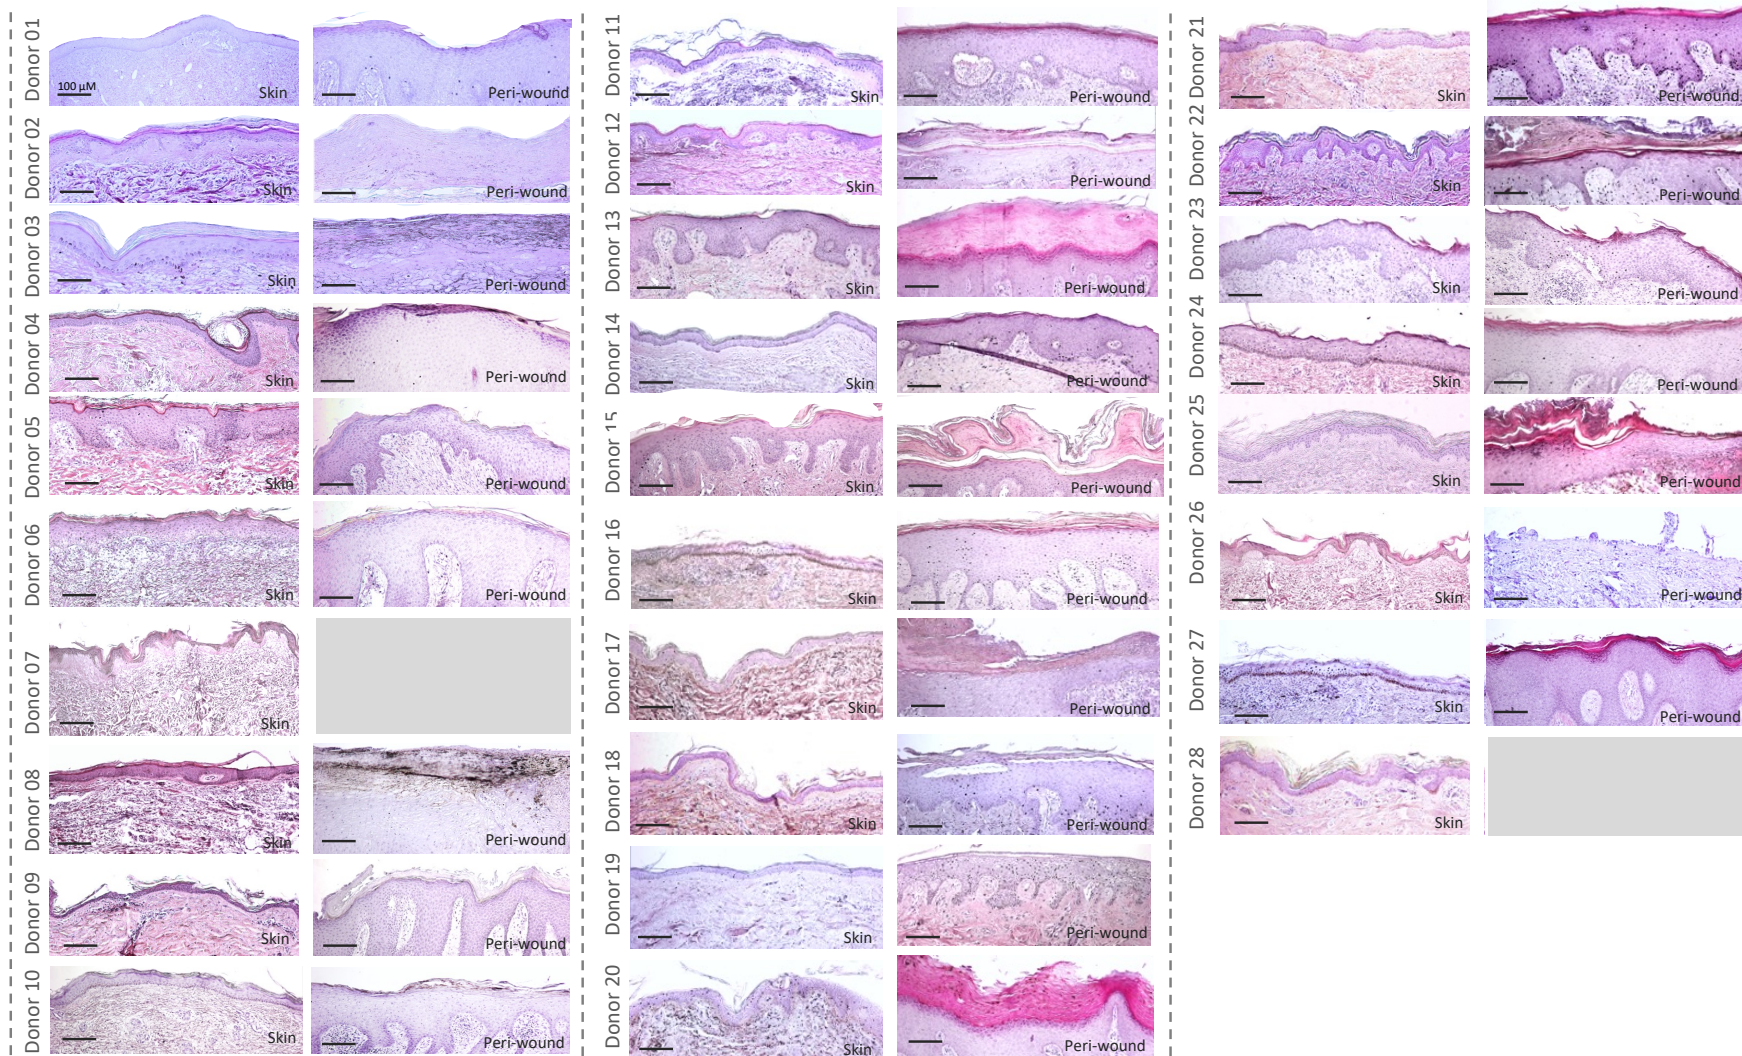 Donor 01
100 µM
Skin
Peri-wound
Donor 02
Skin
Peri-wound
Donor 03
Skin
Peri-wound
Donor 04
Skin
Peri-wound
Donor 05
Skin
Peri-wound
Donor 06
Skin
Peri-wound
Donor 07
Skin
Donor 08
Skin
Peri-wound
Donor 09
Skin
Peri-wound
Donor 10
Skin
Peri-wound
Donor 11
Skin
Peri-wound
Donor 12
Skin
Peri-wound
Donor 13
Skin
Peri-wound
Donor 14
Skin
Peri-wound
Donor 15
Skin
Peri-wound
Donor 16
Skin
Peri-wound
Donor 17
Skin
Peri-wound
Donor 18
Skin
Peri-wound
Donor 19
Skin
Peri-wound
Donor 20
Skin
Peri-wound
Donor 21
Skin
Peri-wound
Donor 22
Skin
Peri-wound
Donor 23
Skin
Peri-wound
Donor 24
Skin
Peri-wound
Donor 25
Skin
Peri-wound
Donor 26
Skin
Peri-wound
Donor 27
Skin
Peri-wound
Donor 28
Skin